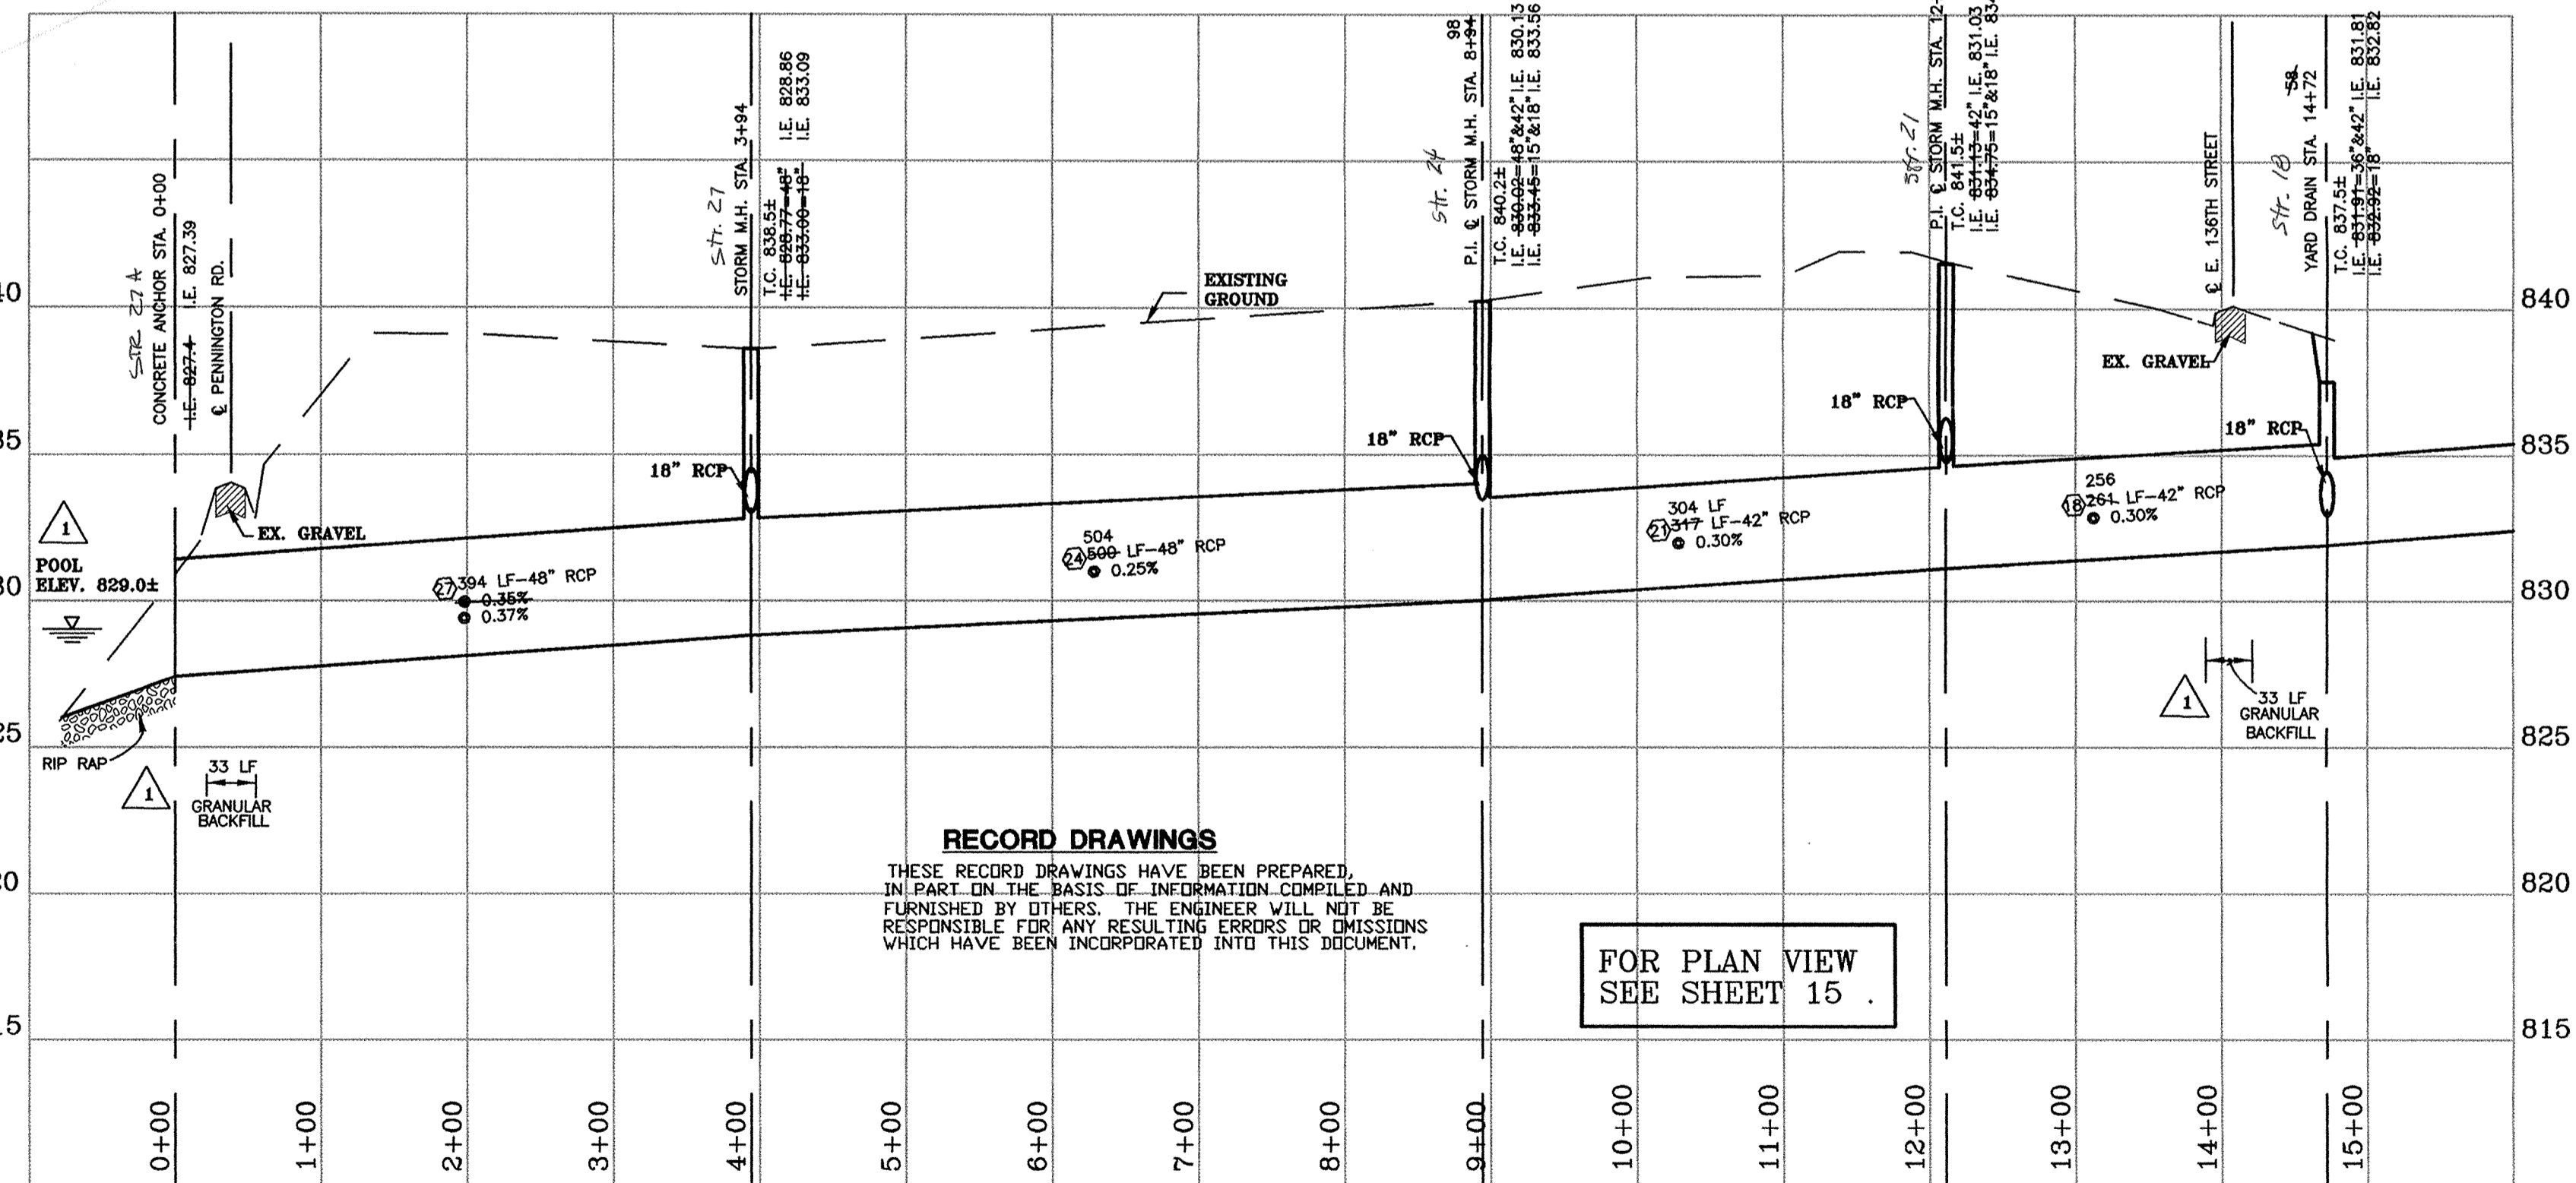 STR 27A
CONCRETE ANCHOR STA. 0+00
I.E. 827.4 I.E. 827.39
℄ PENNINGTON RD.
Str. 27
STORM M.H. STA. 3+94
T.C. 838.5±
I.E. 828.77=48" I.E. 828.86
I.E. 833.00=18" I.E. 833.09
Str. 24
98
P.I. ℄ STORM M.H. STA. 8+94
T.C. 840.2±
I.E. 830.02=48"&42" I.E. 830.13
I.E. 833.45=15"&18" I.E. 833.56
Str. 21
P.I. ℄ STORM M.H. STA. 12+
T.C. 841.5±
I.E. 831.13=42" I.E. 831.03
I.E. 834.75=15"&18" I.E. 834
℄ E. 136TH STREET
Str. 18
58
YARD DRAIN STA. 14+72
T.C. 837.5±
I.E. 831.91=36"&42" I.E. 831.81
I.E. 832.92=18" I.E. 832.82
EXISTING
GROUND
40
840
EX. GRAVEL
18" RCP
18" RCP
18" RCP
18" RCP
35
835
EX. GRAVEL
1
POOL
ELEV. 829.0±
30
830
27 394 LF-48" RCP
@ 0.35%
@ 0.37%
504
24 500 LF-48" RCP
@ 0.25%
304 LF
21 317 LF-42" RCP
@ 0.30%
256
18 261 LF-42" RCP
@ 0.30%
25
825
RIP RAP
1
33 LF
GRANULAR
BACKFILL
1
33 LF
GRANULAR
BACKFILL
RECORD DRAWINGS
THESE RECORD DRAWINGS HAVE BEEN PREPARED,
IN PART ON THE BASIS OF INFORMATION COMPILED AND
FURNISHED BY OTHERS. THE ENGINEER WILL NOT BE
RESPONSIBLE FOR ANY RESULTING ERRORS OR OMISSIONS
WHICH HAVE BEEN INCORPORATED INTO THIS DOCUMENT.
20
820
FOR PLAN VIEW
SEE SHEET 15 .
15
815
0+00
1+00
2+00
3+00
4+00
5+00
6+00
7+00
8+00
9+00
10+00
11+00
12+00
13+00
14+00
15+00